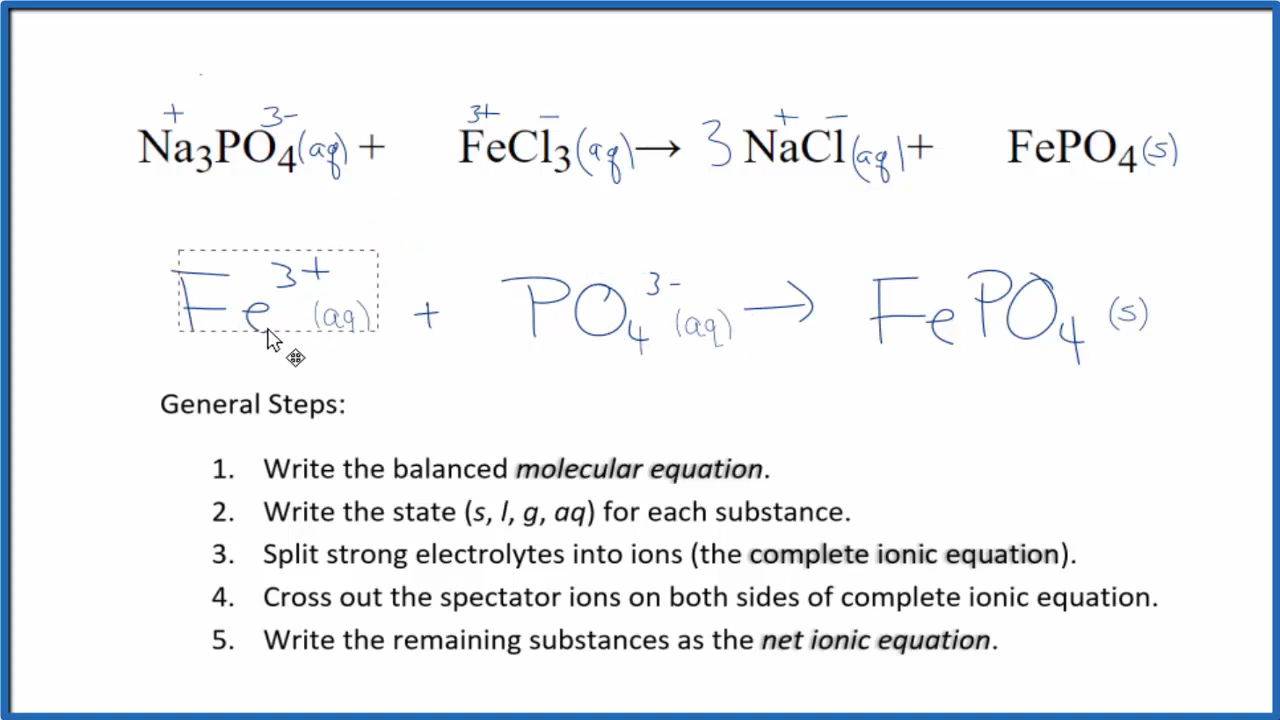 Na₃PO₄(aq) + FeCl₃(aq) → 3 NaCl(aq) + FePO₄(s)
+ 3- 3+ − + −
Fe³⁺(aq) + PO₄³⁻(aq) → FePO₄(s)
General Steps:
1. Write the balanced molecular equation.
2. Write the state (s, l, g, aq) for each substance.
3. Split strong electrolytes into ions (the complete ionic equation).
4. Cross out the spectator ions on both sides of complete ionic equation.
5. Write the remaining substances as the net ionic equation.